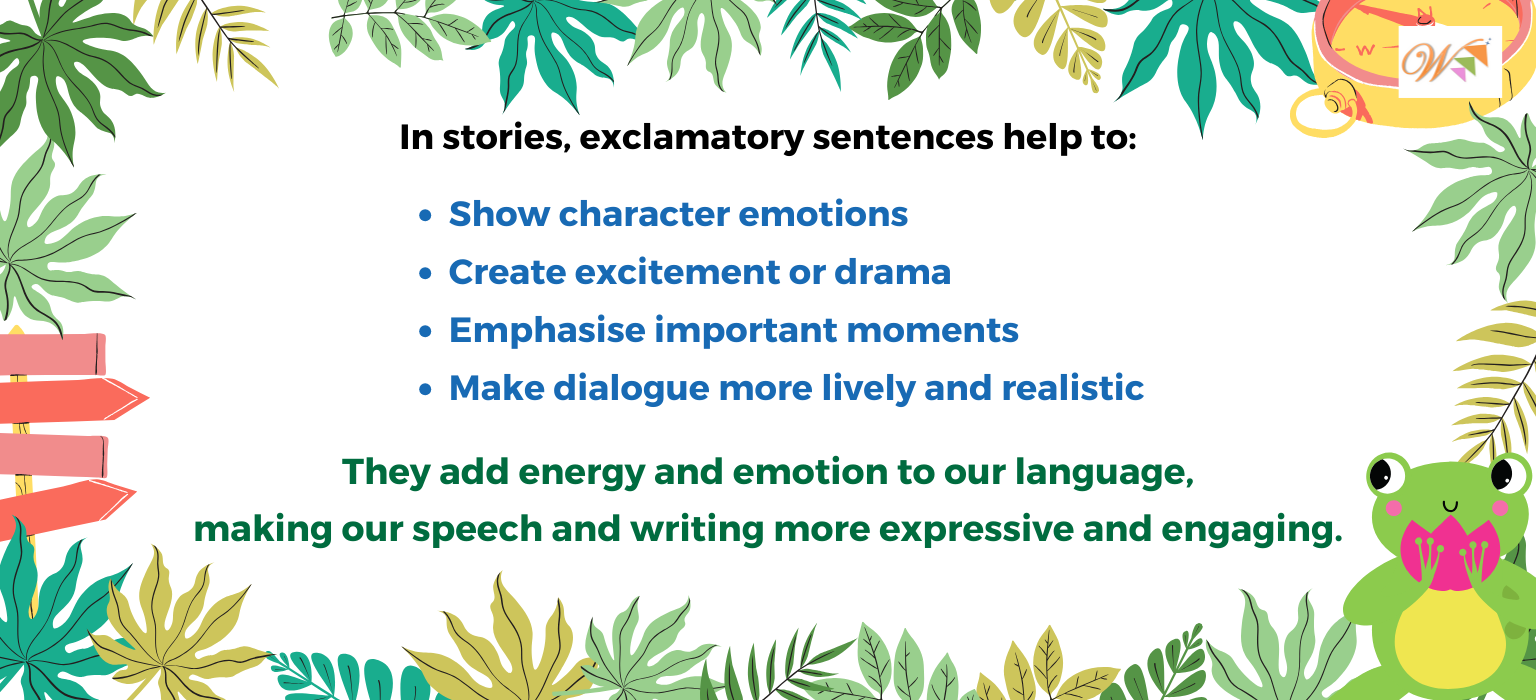 N
W
W
In stories, exclamatory sentences help to:
• Show character emotions
• Create excitement or drama
• Emphasise important moments
• Make dialogue more lively and realistic
They add energy and emotion to our language,
making our speech and writing more expressive and engaging.